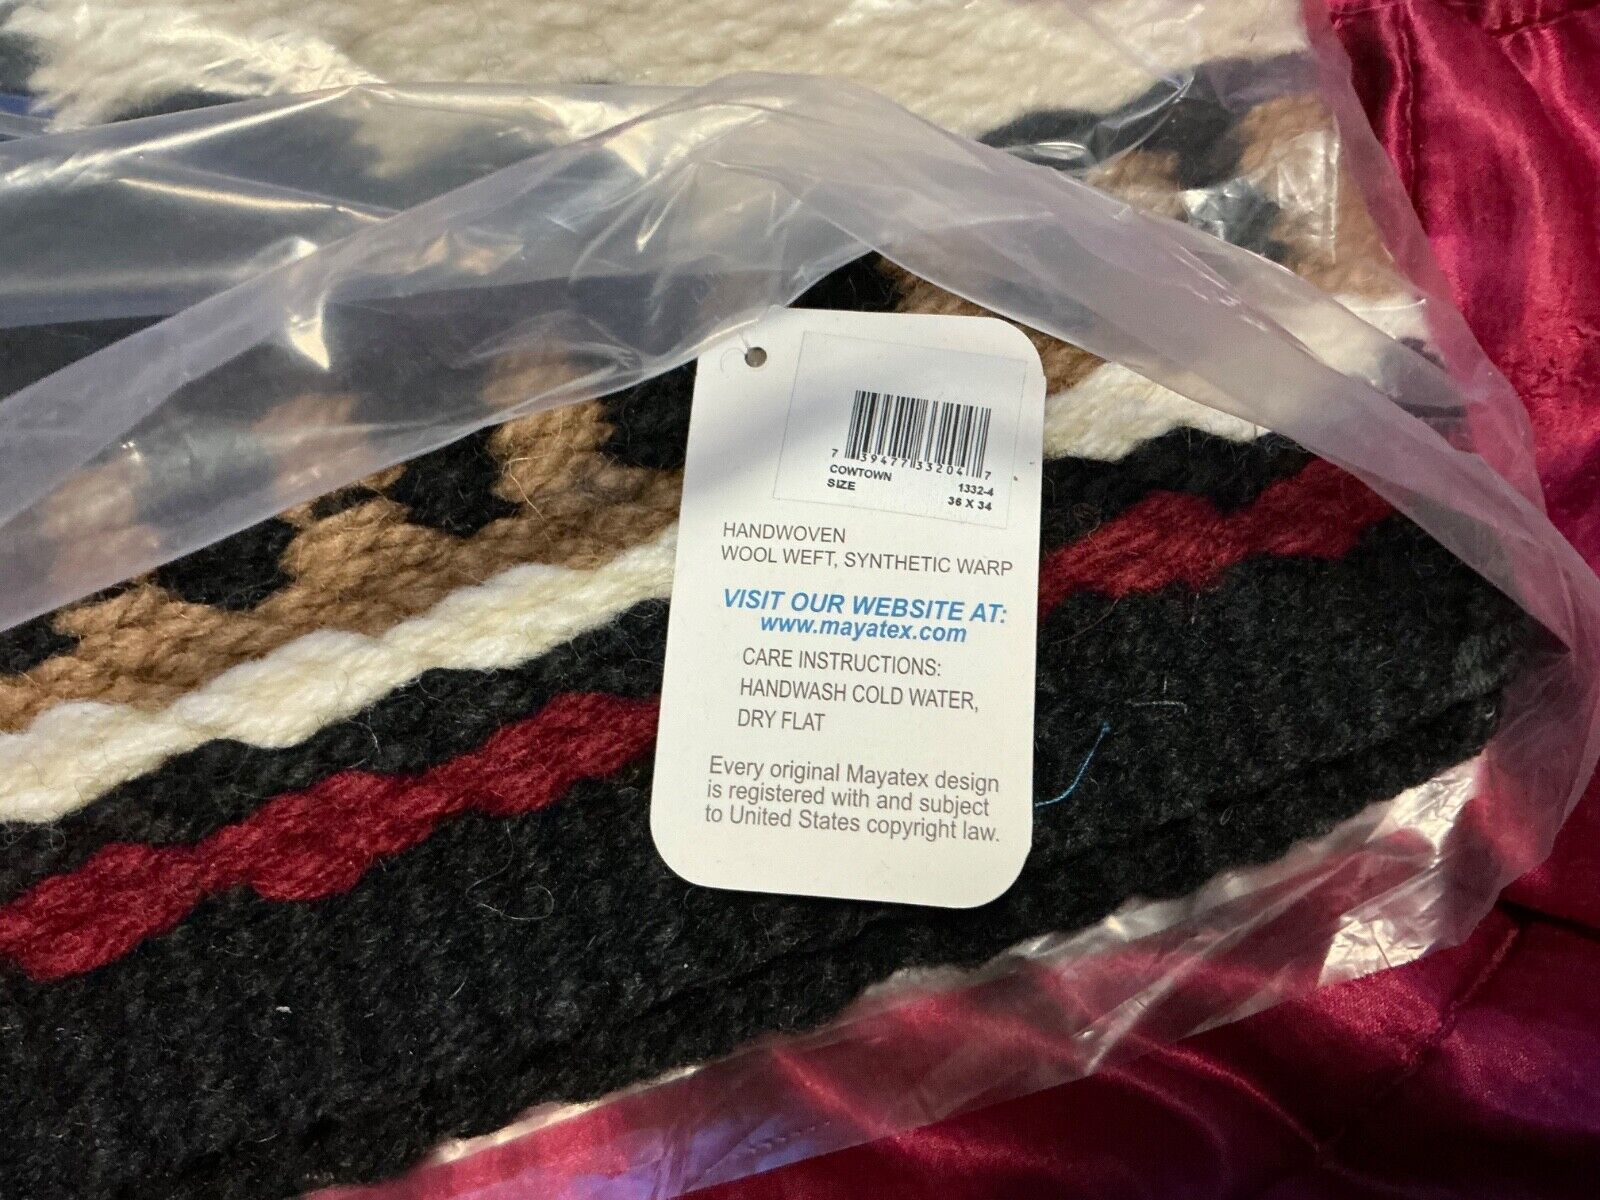 7 39477 33204 7
COWTOWN 1332-4
SIZE 36 X 34
HANDWOVEN
WOOL WEFT, SYNTHETIC WARP
VISIT OUR WEBSITE AT:
www.mayatex.com
CARE INSTRUCTIONS:
HANDWASH COLD WATER,
DRY FLAT
Every original Mayatex design
is registered with and subject
to United States copyright law.